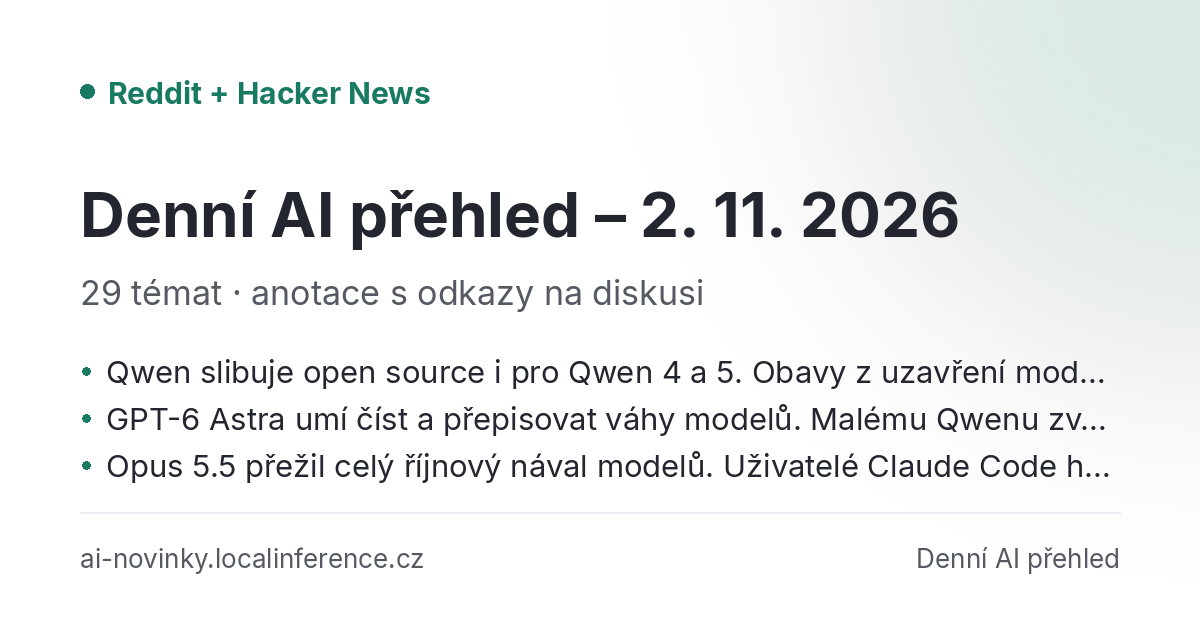 Reddit + Hacker News
Denní AI přehled – 2. 11. 2026
29 témat · anotace s odkazy na diskusi
• Qwen slibuje open source i pro Qwen 4 a 5. Obavy z uzavření mod...
• GPT-6 Astra umí číst a přepisovat váhy modelů. Malému Qwenu zv...
• Opus 5.5 přežil celý říjnový nával modelů. Uživatelé Claude Code h...
ai-novinky.localinference.cz
Denní AI přehled